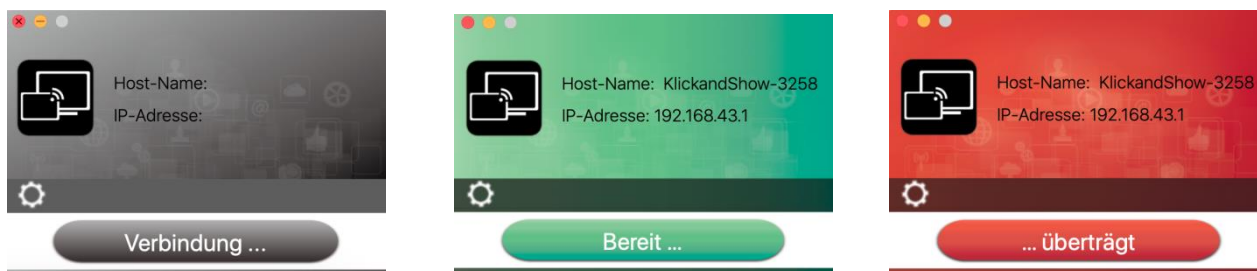 Host-Name:
IP-Adresse:
Verbindung ...
Host-Name: KlickandShow-3258
IP-Adresse: 192.168.43.1
Bereit ...
Host-Name: KlickandShow-3258
IP-Adresse: 192.168.43.1
... überträgt